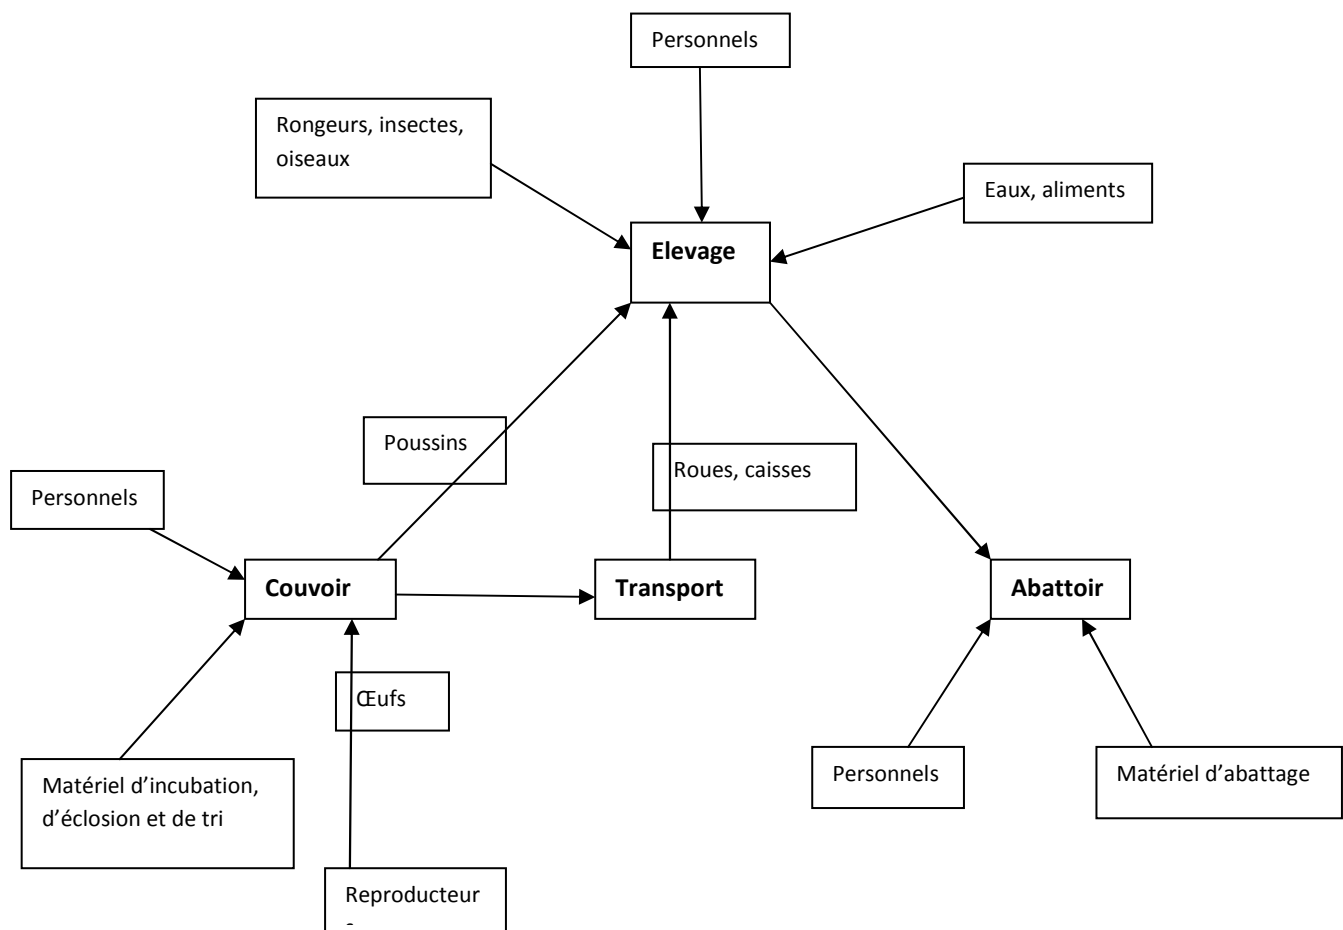 Personnels
Rongeurs, insectes,
oiseaux
Eaux, aliments
Elevage
Poussins
Roues, caisses
Personnels
Couvoir
Transport
Abattoir
Œufs
Matériel d’incubation,
d’éclosion et de tri
Personnels
Matériel d’abattage
Reproducteur